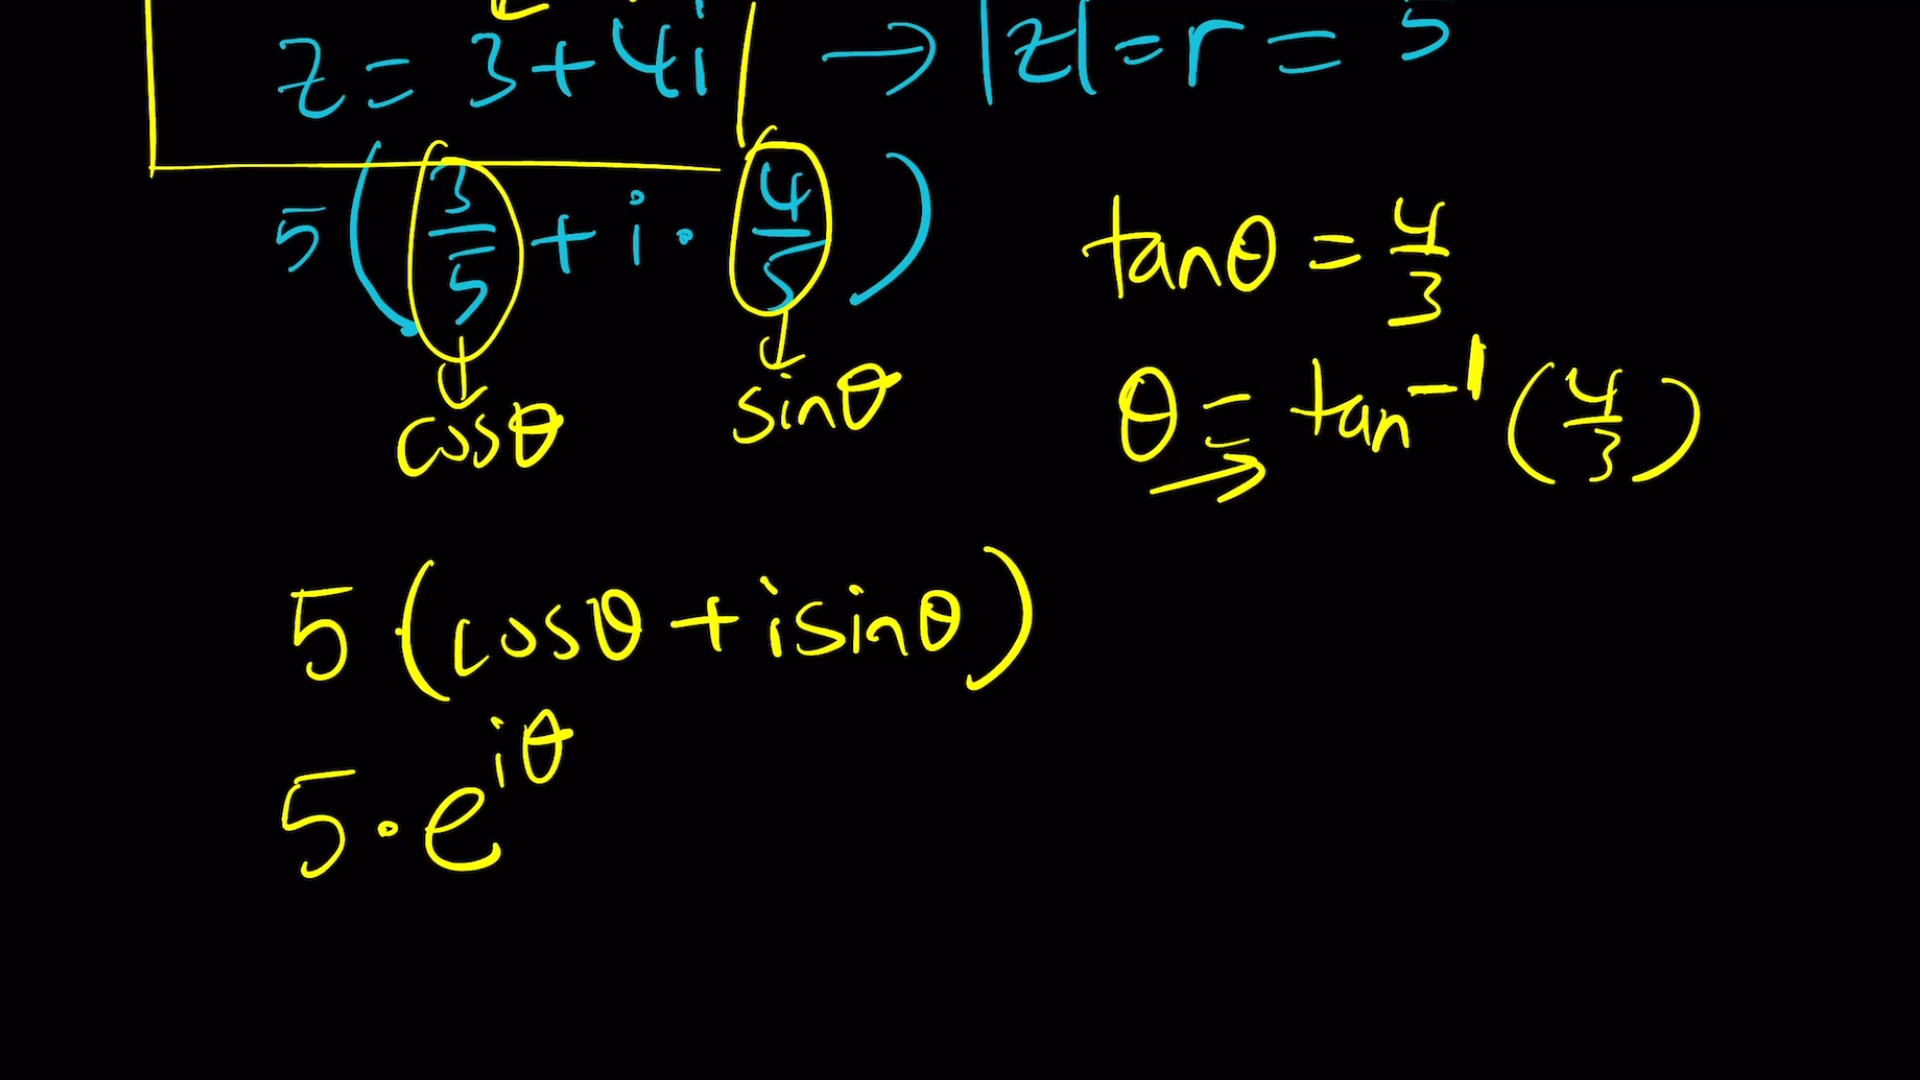 z = 3 + 4i → |z| = r = 5
5 ( 3/5 + i · 4/5 )
cosθ sinθ
tanθ = 4/3
θ = tan⁻¹ (4/3)
5 (cosθ + i sinθ)
5 · e^iθ